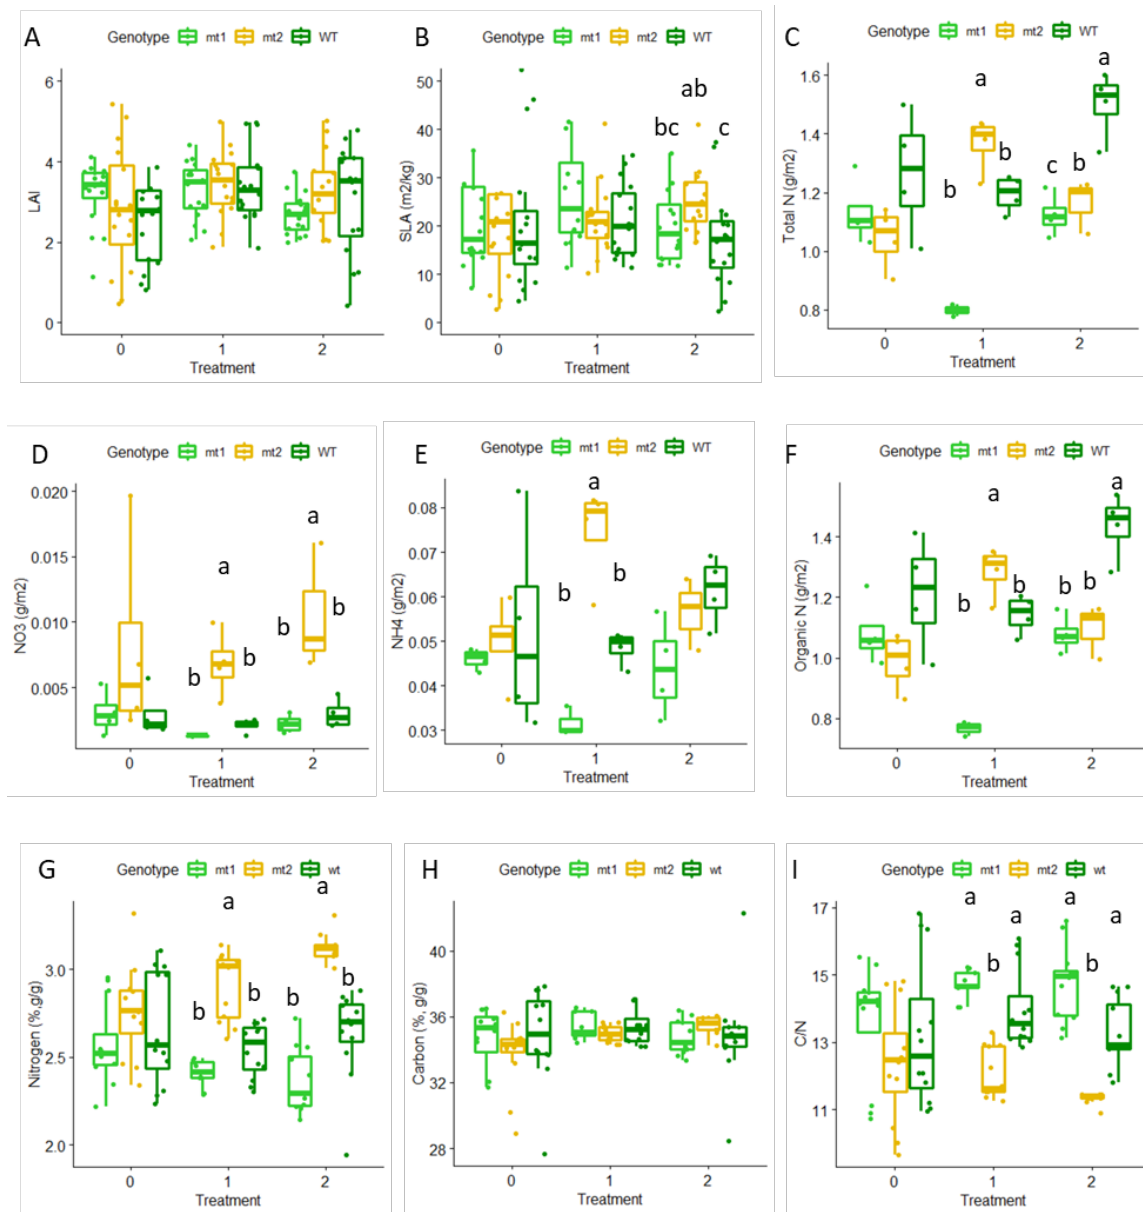 A
Genotype mt1 mt2 WT
6
4
2
0
LAI
0 1 2
Treatment
B
Genotype mt1 mt2 WT
50
40
30
20
10
0
SLA (m2/kg)
ab
bc
c
0 1 2
Treatment
C
Genotype mt1 mt2 WT
1.6
1.4
1.2
1.0
0.8
Total N (g/m2)
a
a
b
b
c
b
0 1 2
Treatment
D
Genotype mt1 mt2 WT
0.020
0.015
0.010
0.005
NO3 (g/m2)
a
a
b
b
b
b
0 1 2
Treatment
E
Genotype mt1 mt2 WT
0.08
0.07
0.06
0.05
0.04
0.03
NH4 (g/m2)
a
b
b
0 1 2
Treatment
F
Genotype mt1 mt2 WT
1.4
1.2
1.0
0.8
Organic N (g/m2)
a
a
b
b
b
b
0 1 2
Treatment
G
Genotype mt1 mt2 wt
3.0
2.5
2.0
Nitrogen (%,g/g)
a
a
b
b
b
b
0 1 2
Treatment
H
Genotype mt1 mt2 wt
40
36
32
28
Carbon (%, g/g)
0 1 2
Treatment
I
Genotype mt1 mt2 wt
17
15
13
11
C/N
a
a
a
a
b
b
0 1 2
Treatment